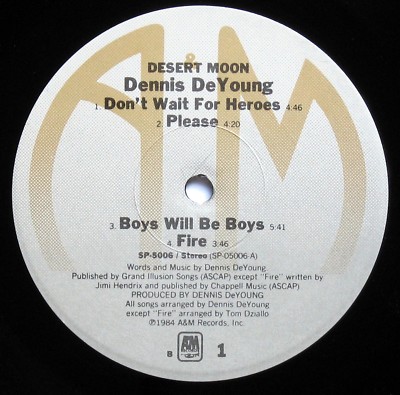 DESERT MOON
Dennis DeYoung
1. Don't Wait For Heroes 4:46
2. Please 4:20
3. Boys Will Be Boys 5:41
4. Fire 3:46
SP-5006 / Stereo (SP-05006-A)
Words and Music by Dennis DeYoung.
Published by Grand Illusion Songs (ASCAP) except "Fire" written by
Jimi Hendrix and published by Chappell Music (ASCAP)
PRODUCED BY DENNIS DeYOUNG
All songs arranged by Dennis DeYoung
except "Fire" arranged by Tom Dziallo
℗1984 A&M Records, Inc.
B A&M RECORDS 1
A&M